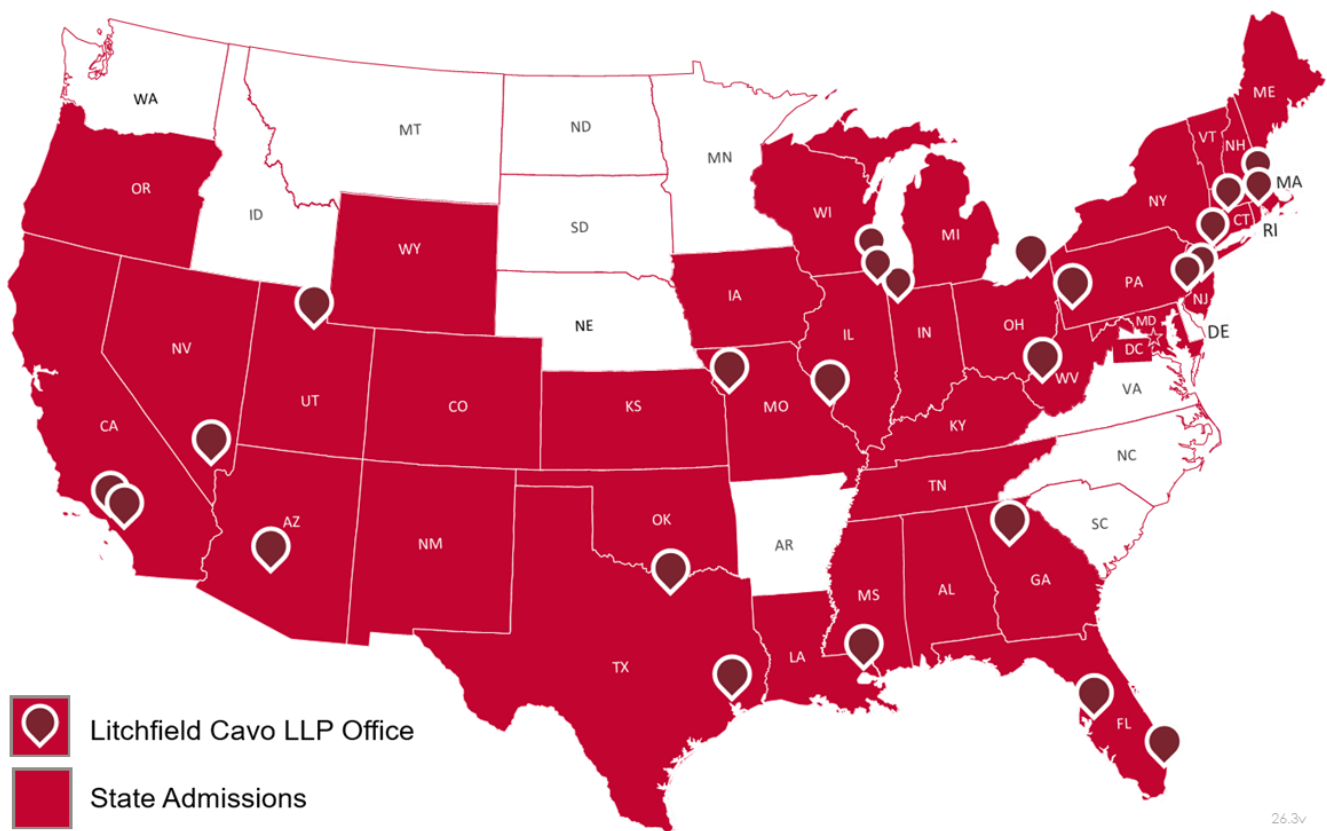 WA
MT
ND
MN
OR
ID
SD
WY
WI
MI
NY
VT
NH
ME
MA
CT
RI
IA
NE
PA
NJ
NV
UT
CO
KS
MO
IL
IN
OH
WV
MD
DC
DE
VA
CA
KY
NC
TN
AZ
NM
OK
AR
SC
MS
AL
GA
TX
LA
FL
Litchfield Cavo LLP Office
State Admissions
26.3v